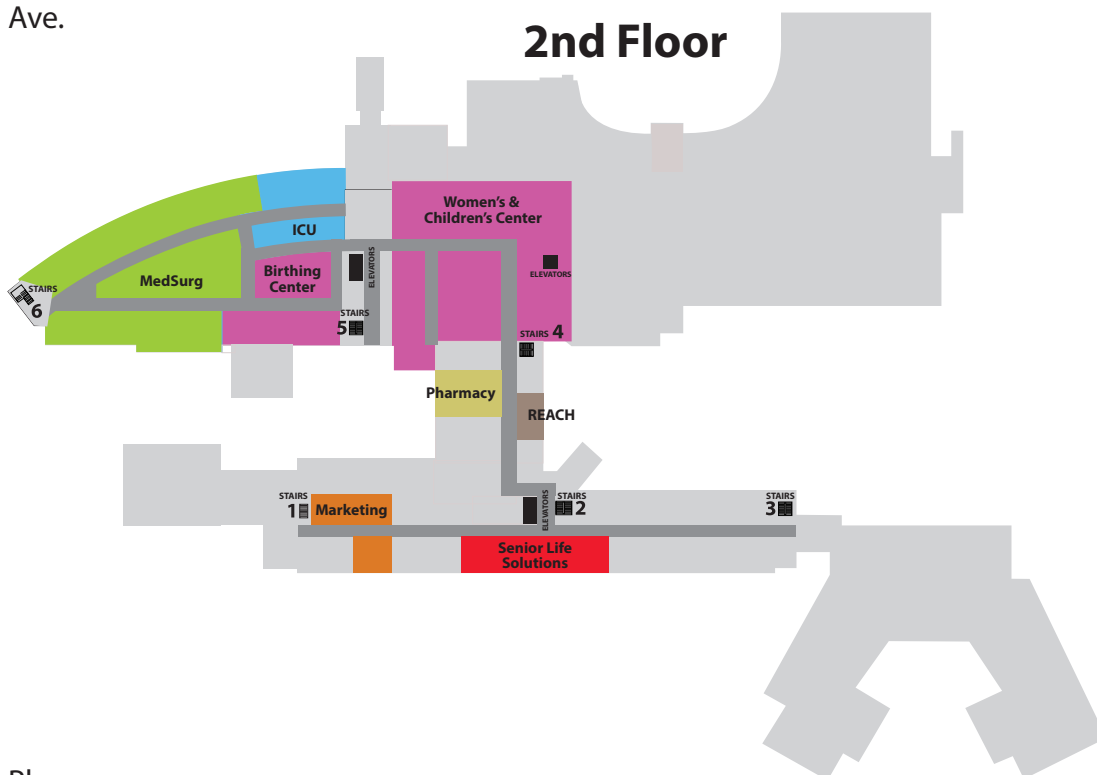 Ave.
2nd Floor
Women's &
Children's Center
ICU
ELEVATORS
ELEVATORS
MedSurg
Birthing
Center
STAIRS
6
STAIRS
5
STAIRS 4
Pharmacy
REACH
STAIRS
1
Marketing
ELEVATORS
STAIRS
2
STAIRS
3
Senior Life
Solutions